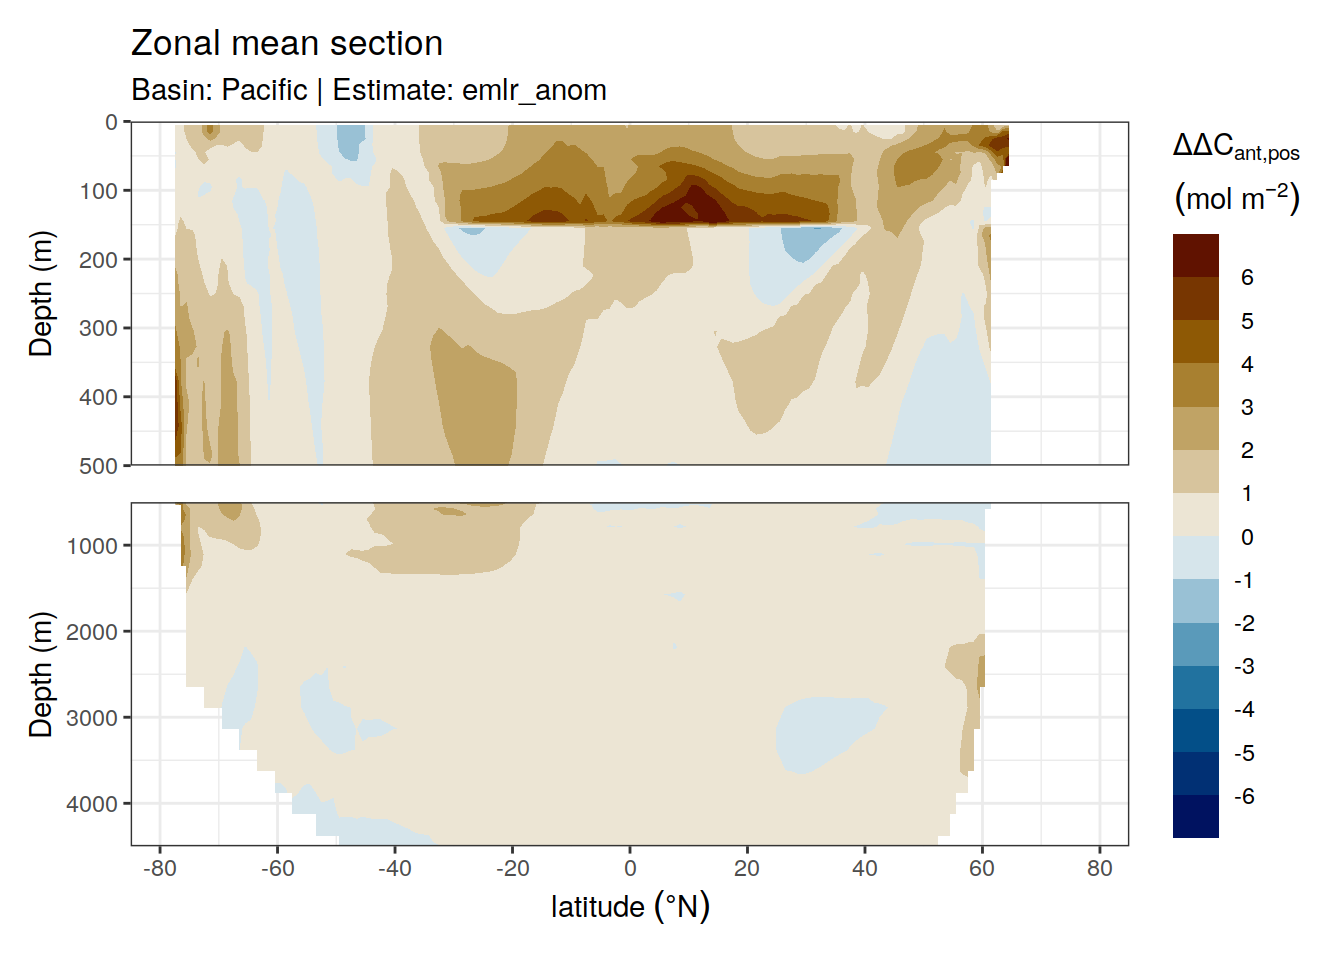 Zonal mean section
Basin: Pacific | Estimate: emlr_anom
0
100
200
300
400
500
Depth (m)
1000
2000
3000
4000
Depth (m)
-80 -60 -40 -20 0 20 40 60 80
latitude (°N)
ΔΔC_ant,pos
(mol m⁻²)
6
5
4
3
2
1
0
-1
-2
-3
-4
-5
-6